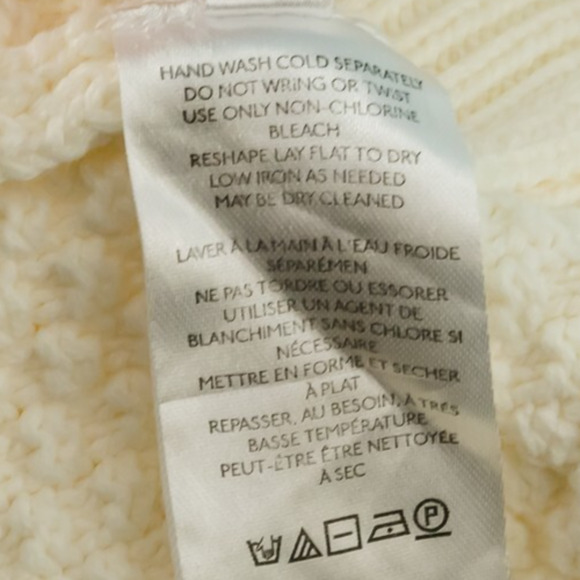 HAND WASH COLD SEPARATELY
DO NOT WRING OR TWIST
USE ONLY NON-CHLORINE
BLEACH
RESHAPE LAY FLAT TO DRY
LOW IRON AS NEEDED
MAY BE DRY CLEANED
LAVER À LA MAIN À L'EAU FROIDE
SÉPARÉMEN
NE PAS TORDRE OU ESSORER
UTILISER UN AGENT DE
BLANCHIMENT SANS CHLORE SI
NÉCESSAIRE
METTRE EN FORME ET SECHER
À PLAT
REPASSER, AU BESOIN, A TRÈS
BASSE TEMPÉRATURE
PEUT-ÊTRE ÊTRE NETTOYÉE
À SEC
P